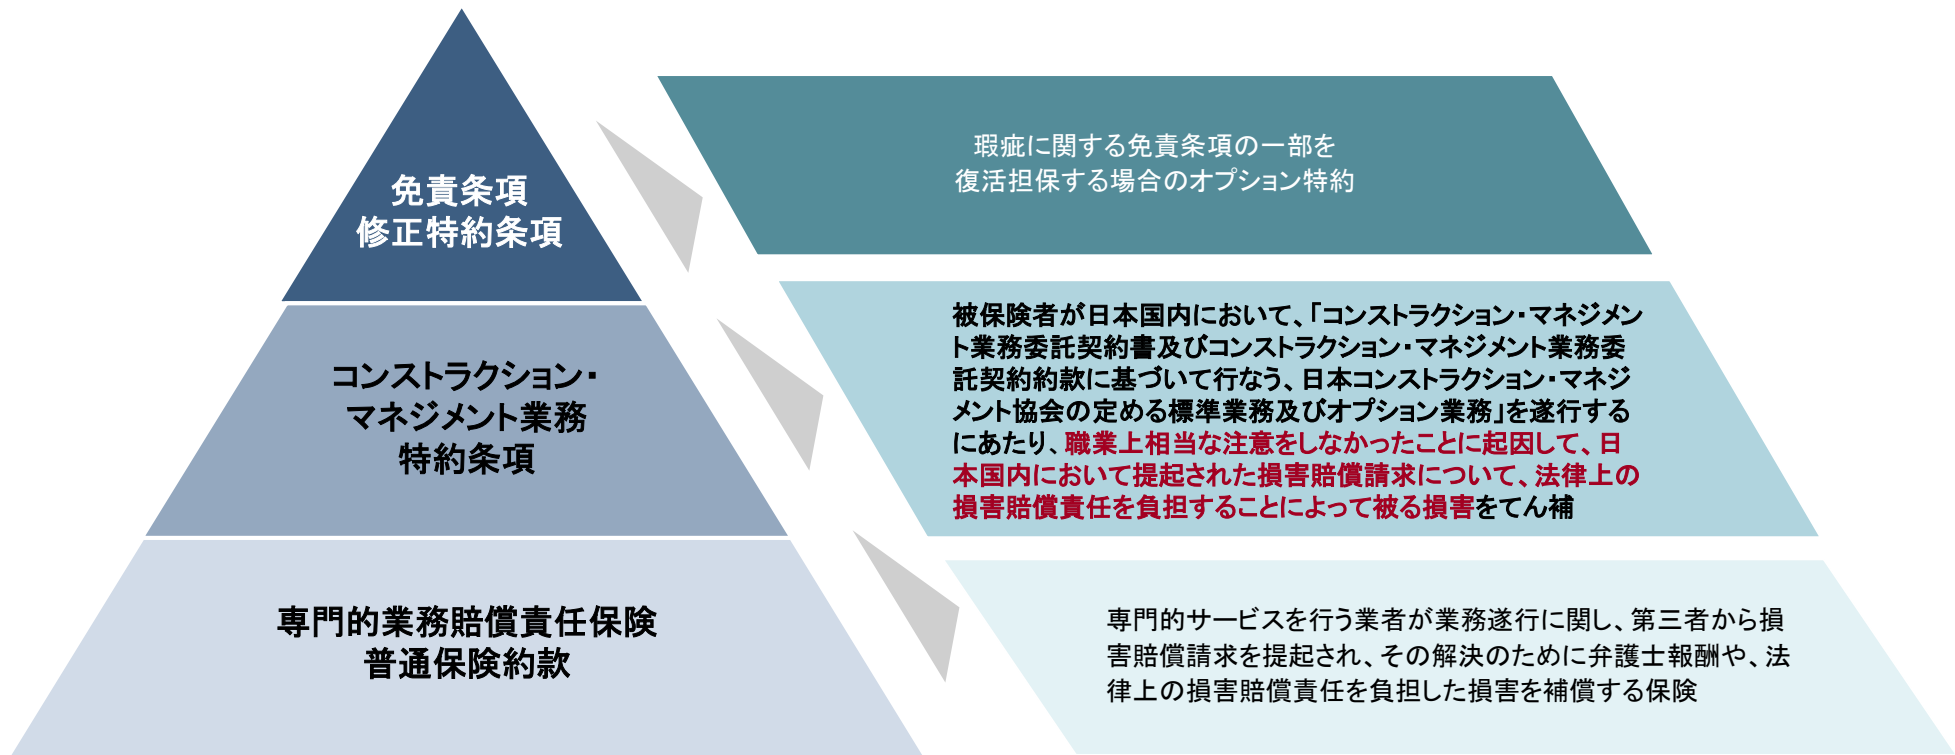 免責条項
修正特約条項
瑕疵に関する免責条項の一部を
復活担保する場合のオプション特約
コンストラクション・
マネジメント業務
特約条項
被保険者が日本国内において、「コンストラクション・マネジメン
ト業務委託契約書及びコンストラクション・マネジメント業務委
託契約約款に基づいて行なう、日本コンストラクション・マネジ
メント協会の定める標準業務及びオプション業務」を遂行する
にあたり、職業上相当な注意をしなかったことに起因して、日
本国内において提起された損害賠償請求について、法律上の
損害賠償責任を負担することによって被る損害をてん補
専門的業務賠償責任保険
普通保険約款
専門的サービスを行う業者が業務遂行に関し、第三者から損
害賠償請求を提起され、その解決のために弁護士報酬や、法
律上の損害賠償責任を負担した損害を補償する保険